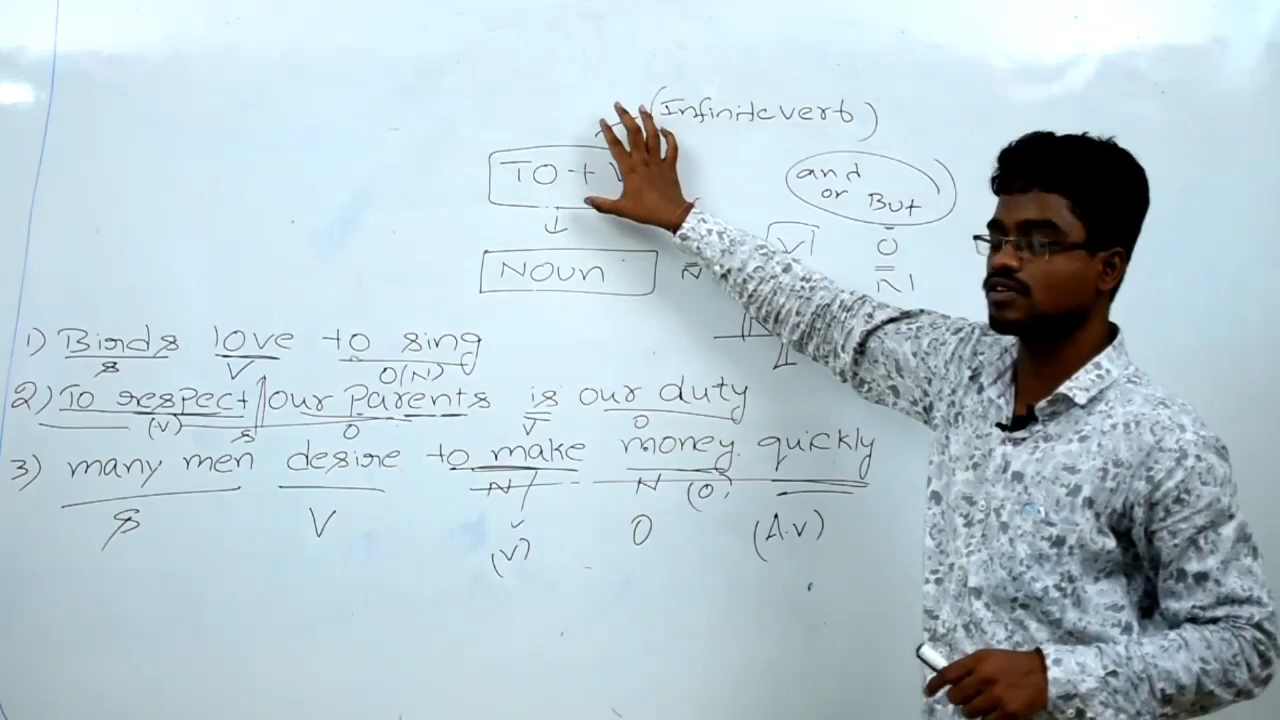 (Infinite verb)
TO + V
and
or But
V
O
NOUN
N
N
1) Birds love to sing
S V O(N)
2) To respect our Parents is our duty
(V) S O V O
3) many men desire to make money quickly
N N (O)
S V (V) O (A.V)